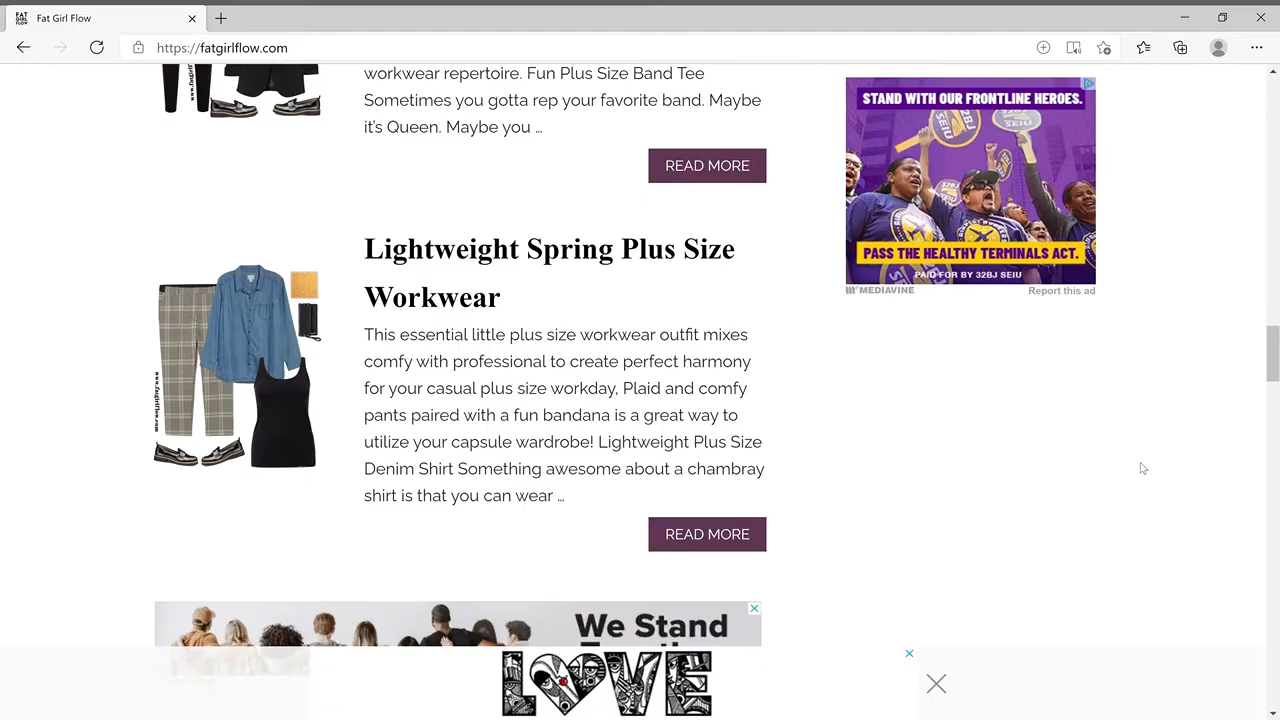 FAT GIRL FLOW
Fat Girl Flow
https://fatgirlflow.com
workwear repertoire. Fun Plus Size Band Tee
Sometimes you gotta rep your favorite band. Maybe
it's Queen. Maybe you ...
READ MORE
Lightweight Spring Plus Size
Workwear
This essential little plus size workwear outfit mixes
comfy with professional to create perfect harmony
for your casual plus size workday, Plaid and comfy
pants paired with a fun bandana is a great way to
utilize your capsule wardrobe! Lightweight Plus Size
Denim Shirt Something awesome about a chambray
shirt is that you can wear ...
READ MORE
www.fatgirlflow.com
STAND WITH OUR FRONTLINE HEROES.
32BJ
SEIU
PASS THE HEALTHY TERMINALS ACT.
PAID FOR BY 32BJ SEIU
MEDIAVINE
Report this ad
We Stand
LOVE